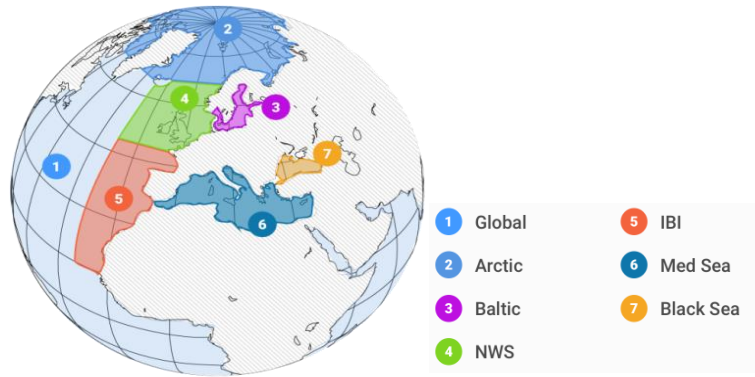 2
4
3
7
1
5
6
1 Global
2 Arctic
3 Baltic
4 NWS
5 IBI
6 Med Sea
7 Black Sea